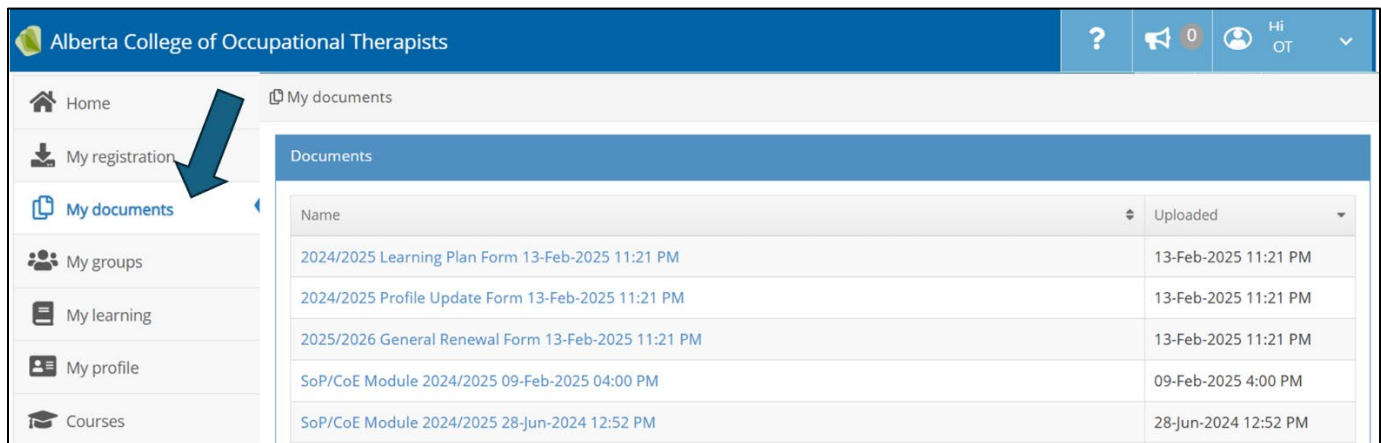 Alberta College of Occupational Therapists
?
0
Hi
OT
Home
My registration
My documents
My groups
My learning
My profile
Courses
My documents
Documents
Name Uploaded
2024/2025 Learning Plan Form 13-Feb-2025 11:21 PM 13-Feb-2025 11:21 PM
2024/2025 Profile Update Form 13-Feb-2025 11:21 PM 13-Feb-2025 11:21 PM
2025/2026 General Renewal Form 13-Feb-2025 11:21 PM 13-Feb-2025 11:21 PM
SoP/CoE Module 2024/2025 09-Feb-2025 04:00 PM 09-Feb-2025 4:00 PM
SoP/CoE Module 2024/2025 28-Jun-2024 12:52 PM 28-Jun-2024 12:52 PM